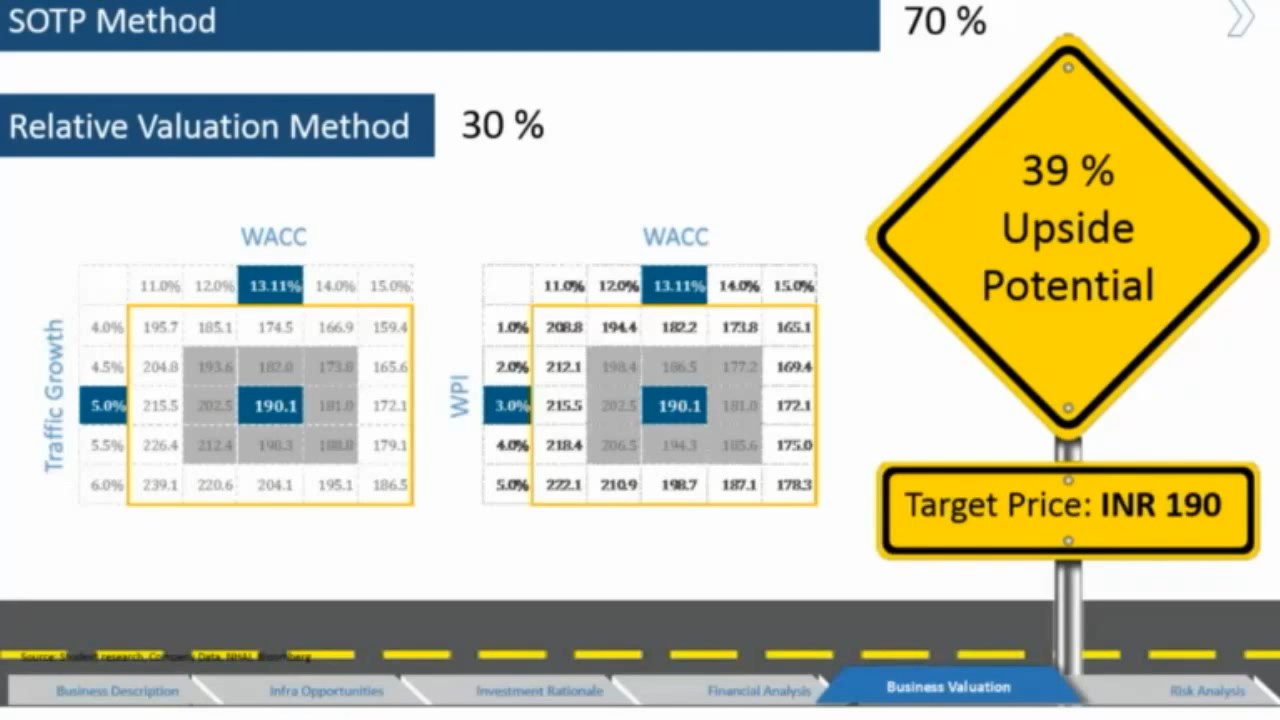 SOTP Method
70 %
Relative Valuation Method
30 %
39 %
Upside
Potential
Target Price: INR 190
WACC
11.0% 12.0% 13.11% 14.0% 15.0%
Traffic Growth
4.0% 195.7 185.1 174.5 166.9 159.4
4.5% 204.8 193.6 182.0 173.8 165.6
5.0% 215.5 202.5 190.1 181.0 172.1
5.5% 226.4 212.4 198.3 188.8 179.1
6.0% 239.1 220.6 204.1 195.1 186.5
WACC
11.0% 12.0% 13.11% 14.0% 15.0%
WPI
1.0% 208.8 194.4 182.2 173.8 165.1
2.0% 212.1 198.4 186.5 177.2 169.4
3.0% 215.5 202.5 190.1 181.0 172.1
4.0% 218.4 206.5 194.3 185.6 175.0
5.0% 222.1 210.9 198.7 187.1 178.3
Source: Student research, Company Data, NHAI, Bloomberg
Business Description
Infra Opportunities
Investment Rationale
Financial Analysis
Business Valuation
Risk Analysis